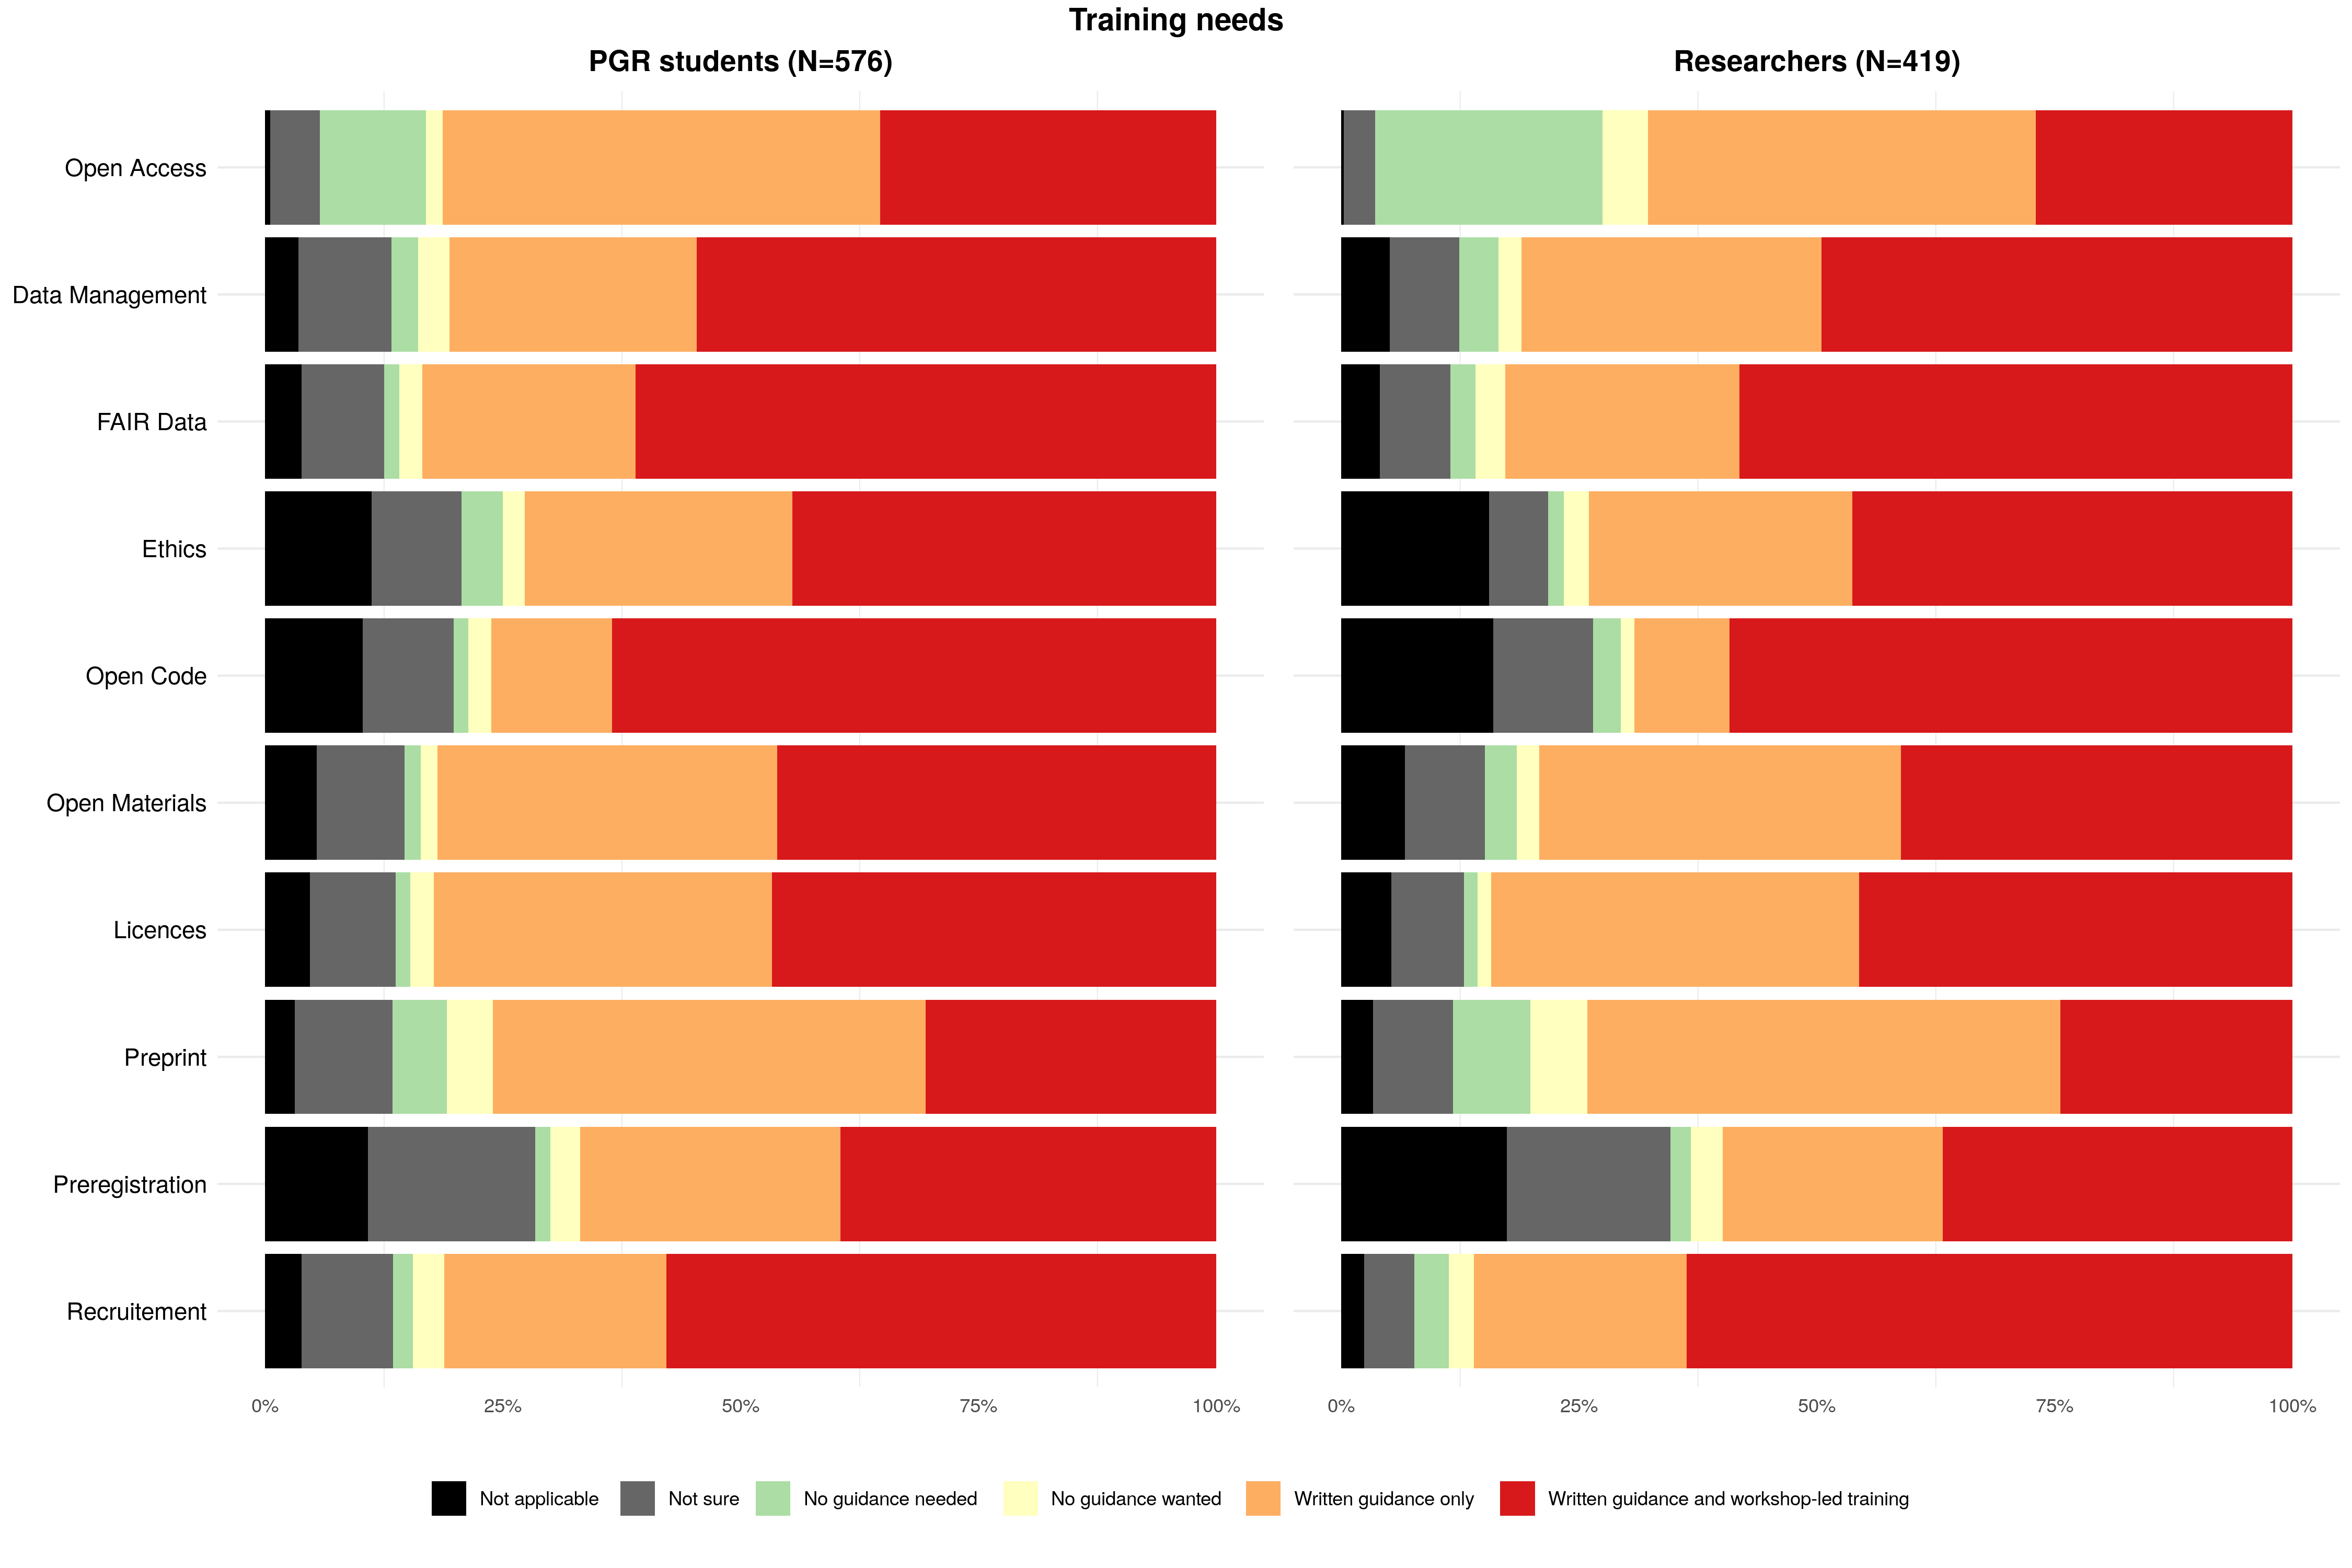 Training needs
PGR students (N=576)
Researchers (N=419)
Open Access
Data Management
FAIR Data
Ethics
Open Code
Open Materials
Licences
Preprint
Preregistration
Recruitement
0% 25% 50% 75% 100%
0% 25% 50% 75% 100%
Not applicable Not sure No guidance needed No guidance wanted Written guidance only Written guidance and workshop-led training